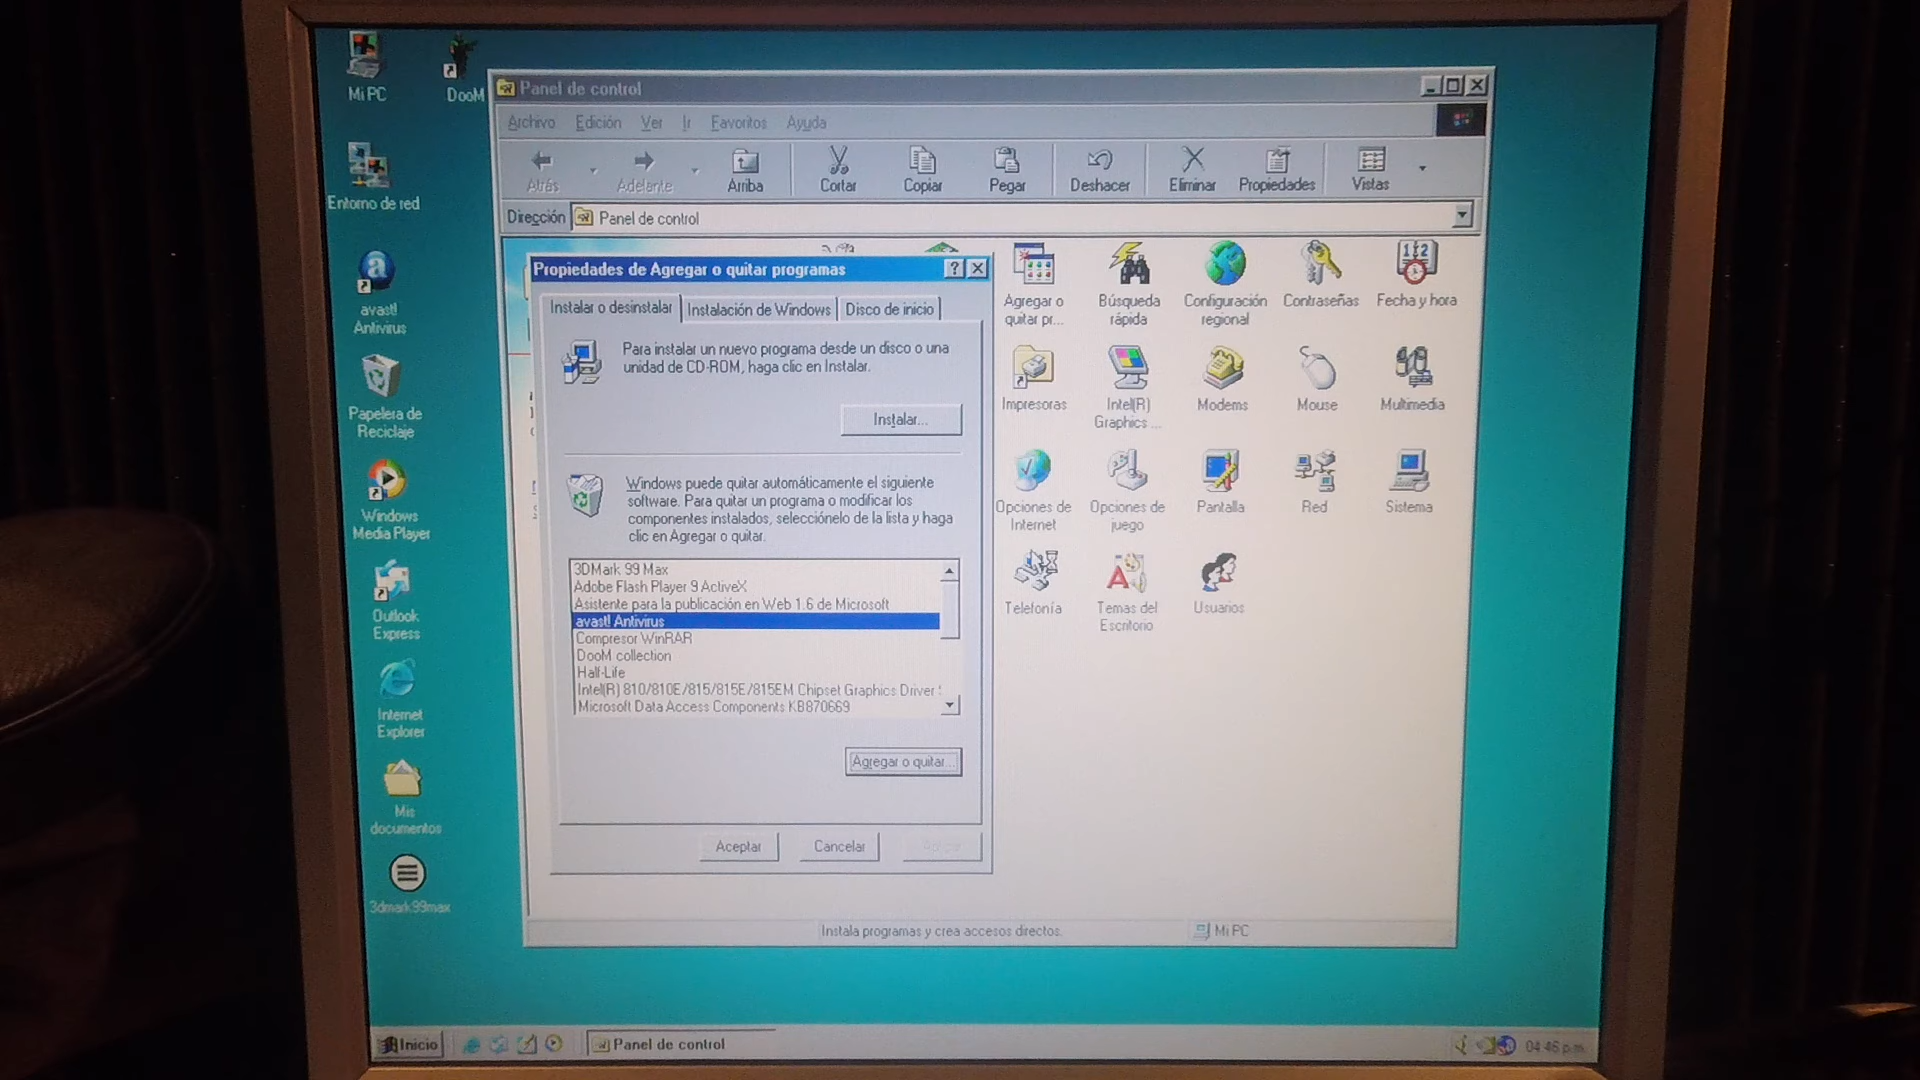 Mi PC
DooM
Entorno de red
avast!
Antivirus
Papelera de
Reciclaje
Windows
Media Player
Outlook
Express
Internet
Explorer
Mis
documentos
3dmark99max
Panel de control
Archivo Edición Ver Ir Favoritos Ayuda
Atrás Adelante Arriba Cortar Copiar Pegar Deshacer Eliminar Propiedades Vistas
Dirección Panel de control
Propiedades de Agregar o quitar programas
Instalar o desinstalar Instalación de Windows Disco de inicio
Para instalar un nuevo programa desde un disco o una
unidad de CD-ROM, haga clic en Instalar.
Instalar...
Windows puede quitar automáticamente el siguiente
software. Para quitar un programa o modificar los
componentes instalados, selecciónelo de la lista y haga
clic en Agregar o quitar.
3DMark 99 Max
Adobe Flash Player 9 ActiveX
Asistente para la publicación en Web 1.6 de Microsoft
avast! Antivirus
Compresor WinRAR
DooM collection
Half-Life
Intel(R) 810/810E/815/815E/815EM Chipset Graphics Driver
Microsoft Data Access Components KB870669
Agregar o quitar...
Aceptar Cancelar
Agregar o
quitar pr...
Búsqueda
rápida
Configuración
regional
Contraseñas
Fecha y hora
Impresoras
Intel(R)
Graphics ...
Modems
Mouse
Multimedia
Opciones de
Internet
Opciones de
juego
Pantalla
Red
Sistema
Telefonía
Temas del
Escritorio
Usuarios
Instala programas y crea accesos directos.
Mi PC
Inicio
Panel de control
04:46 p.m.